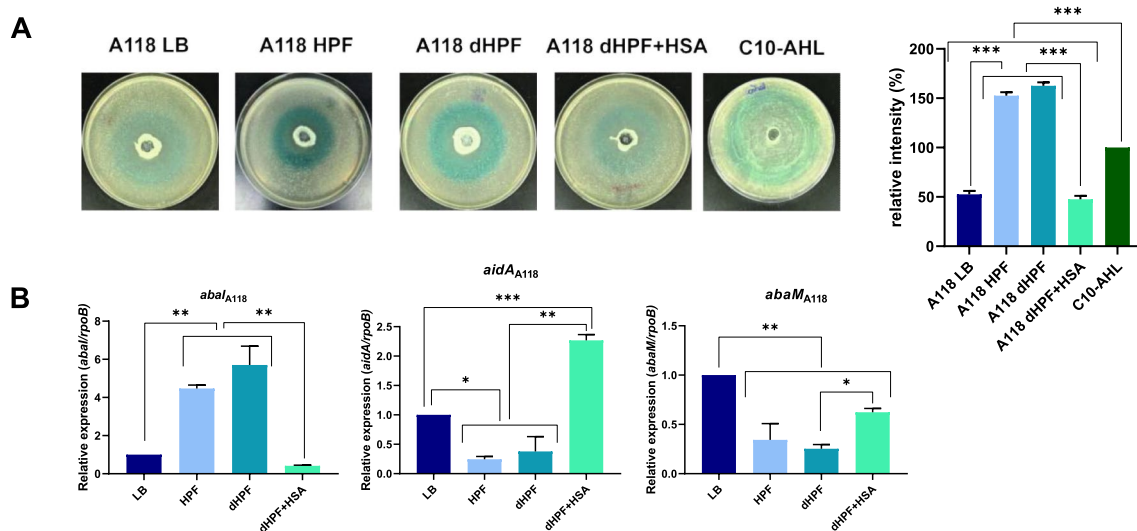 A
A118 LB
A118 HPF
A118 dHPF
A118 dHPF+HSA
C10-AHL
relative intensity (%)
200
150
100
50
0
***
***
***
A118 LB
A118 HPF
A118 dHPF
A118 dHPF+HSA
C10-AHL
B
abaIA118
Relative expression (abaI/rpoB)
8
6
4
2
0
**
**
LB
HPF
dHPF
dHPF+HSA
aidAA118
Relative expression (aidA/rpoB)
2.5
2.0
1.5
1.0
0.5
0.0
***
**
*
LB
HPF
dHPF
dHPF+HSA
abaMA118
Relative expression (abaM/rpoB)
1.5
1.0
0.5
0.0
**
*
LB
HPF
dHPF
dHPF+HSA